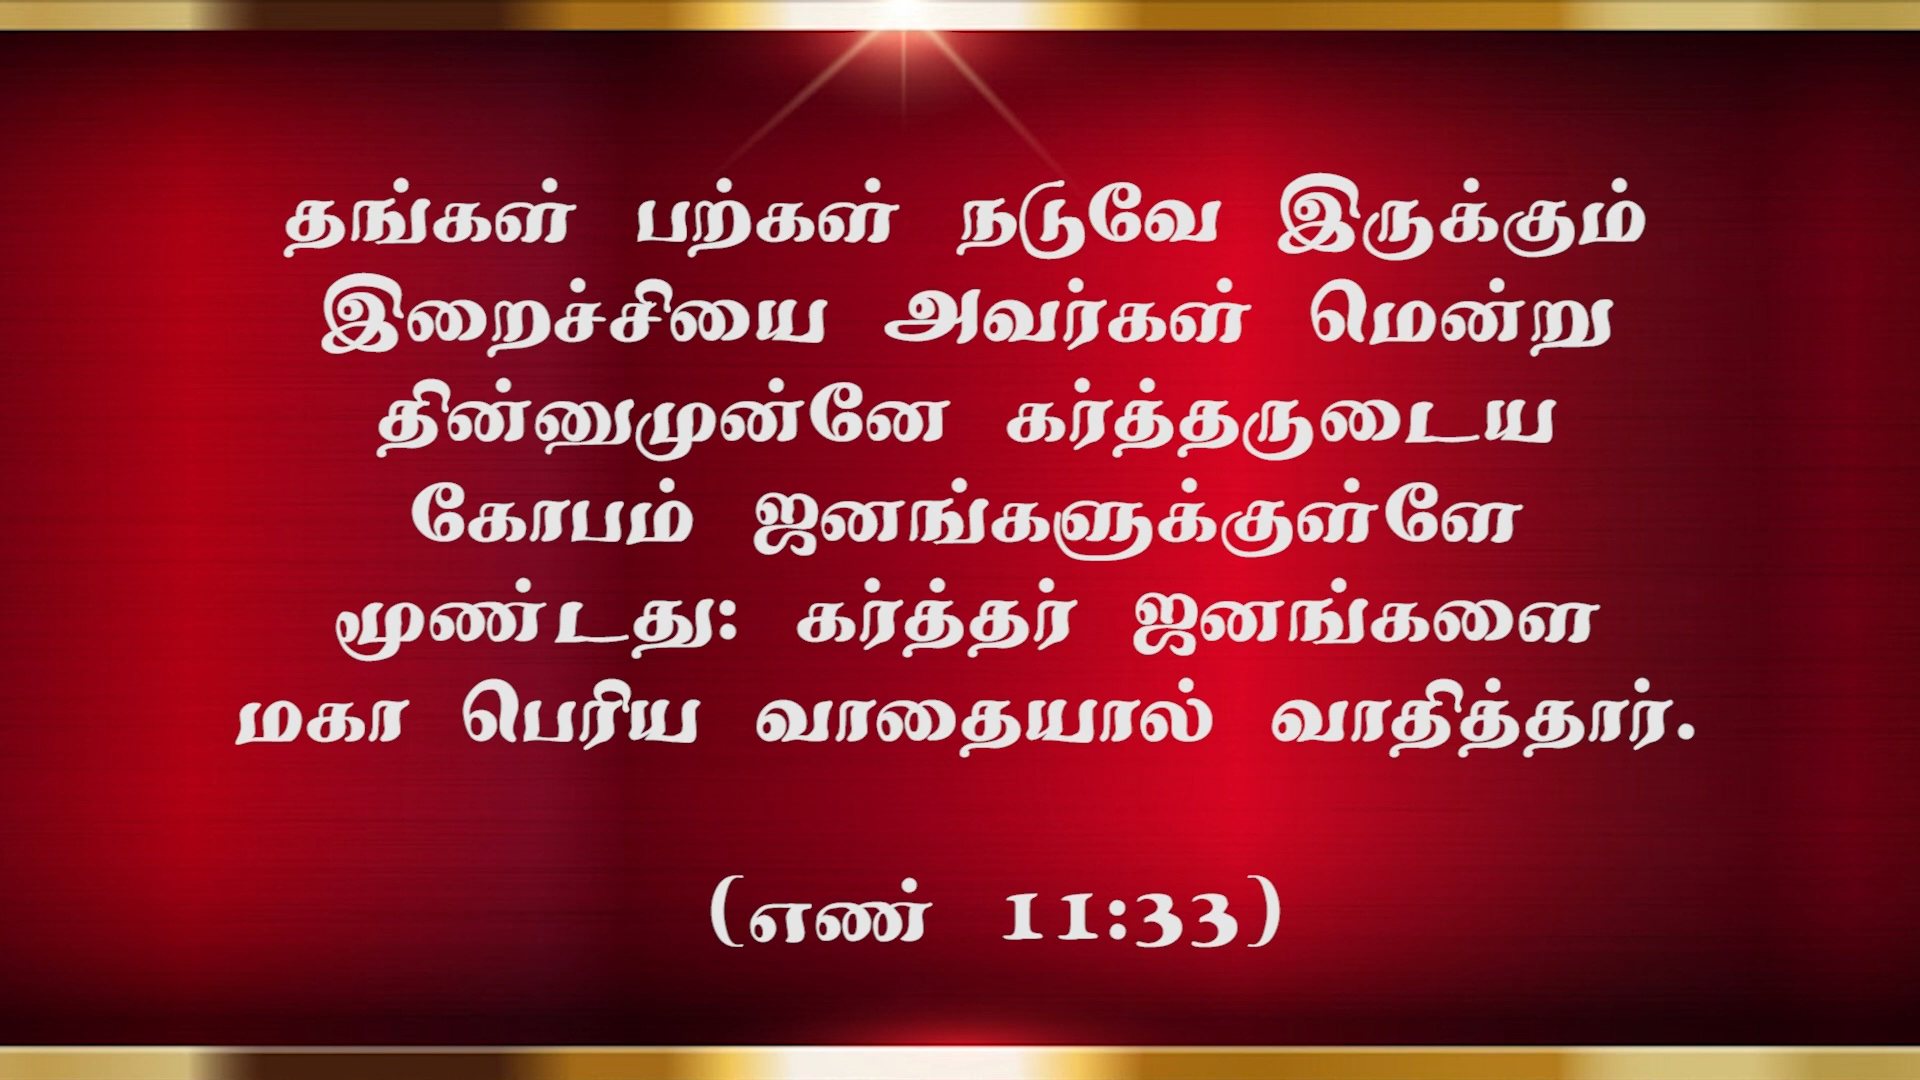 தங்கள் பற்கள் நடுவே இருக்கும்
இறைச்சியை அவர்கள் மென்று
தின்னுமுன்னே கர்த்தருடைய
கோபம் ஜனங்களுக்குள்ளே
மூண்டது: கர்த்தர் ஜனங்களை
மகா பெரிய வாதையால் வாதித்தார்.
(எண் 11:33)